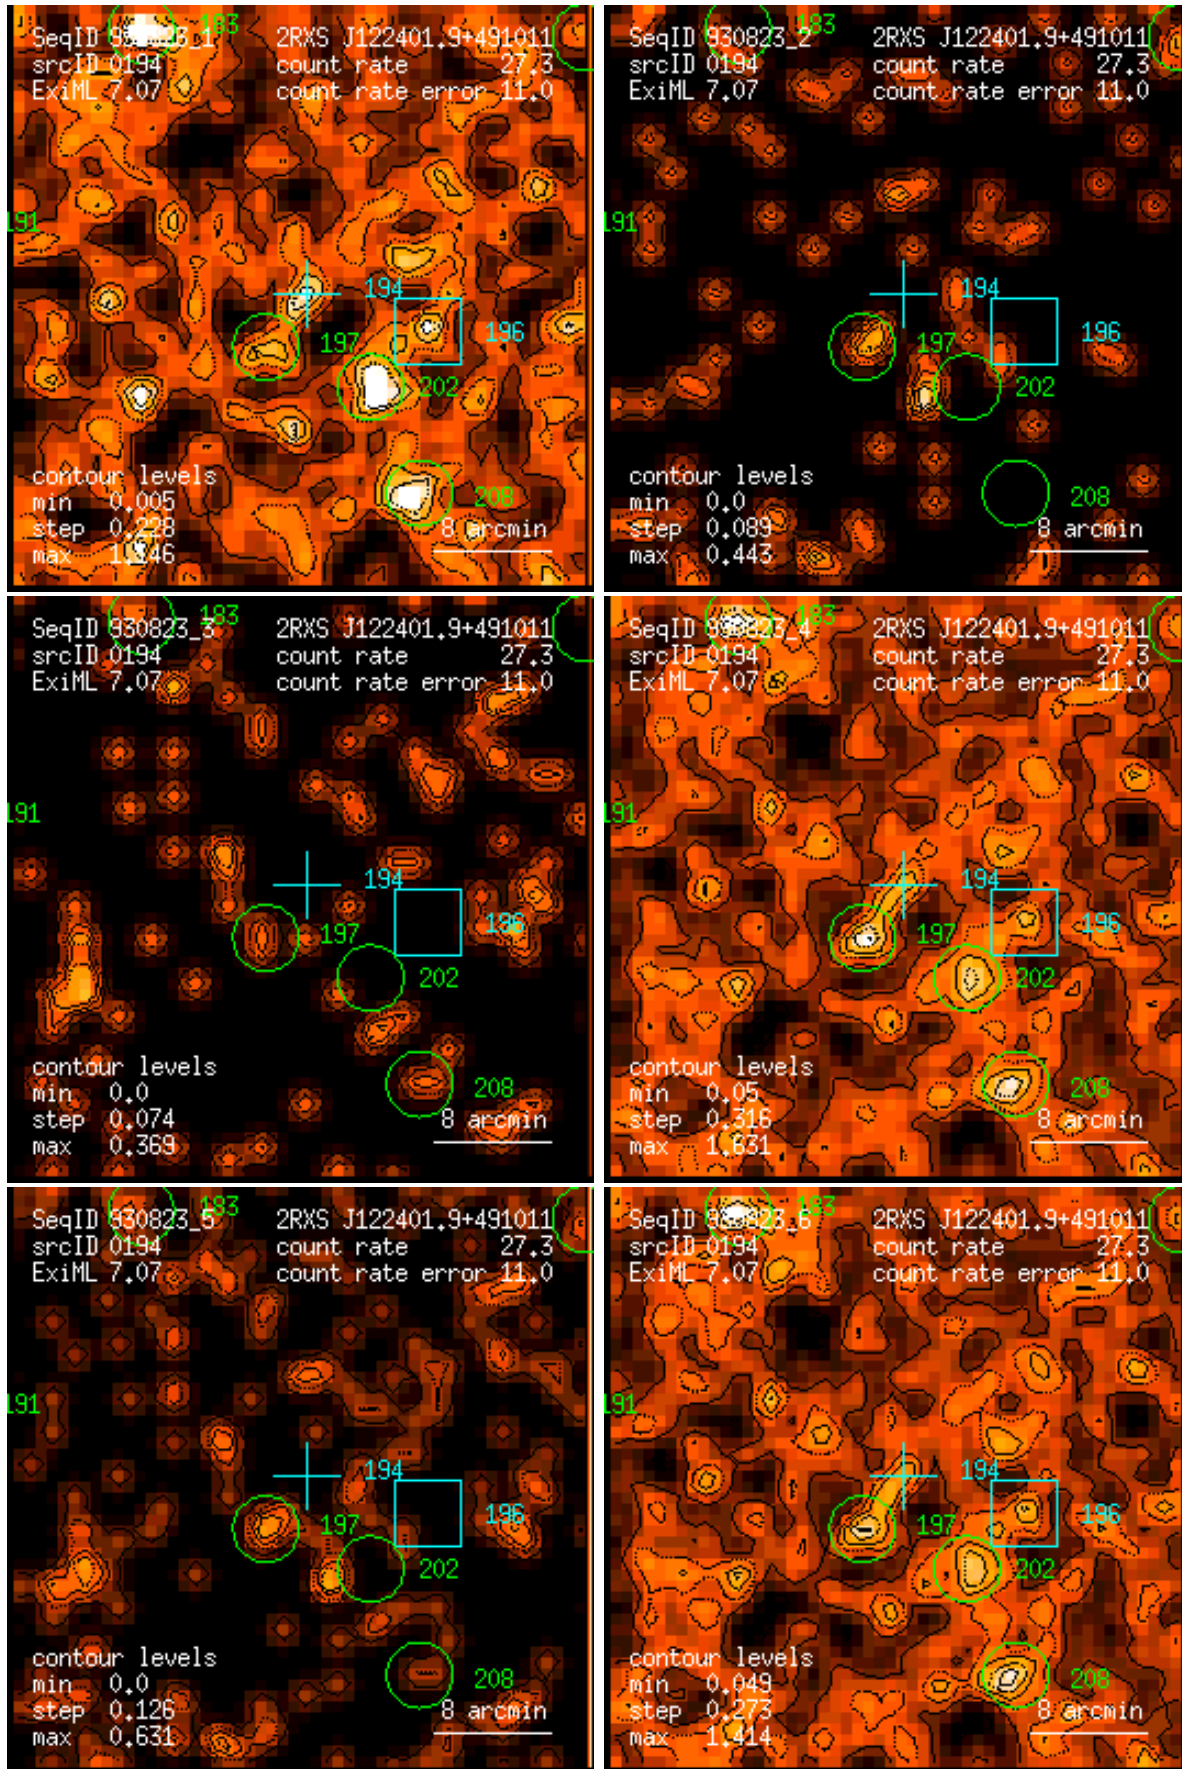 SeqID 930823_1 183 2RXS J122401.9+491011
srcID 0194 count rate 27.3
ExiML 7.07 count rate error 11.0
191
194
196
197
202
contour levels
min 0.005
208
step 0.228 8 arcmin
max 1.146
SeqID 930823_2 183 2RXS J122401.9+491011
srcID 0194 count rate 27.3
ExiML 7.07 count rate error 11.0
191
194
196
197
202
contour levels
min 0.0
208
step 0.089 8 arcmin
max 0.443
SeqID 930823_3 183 2RXS J122401.9+491011
srcID 0194 count rate 27.3
ExiML 7.07 count rate error 11.0
191
194
196
197
202
contour levels
min 0.0
208
step 0.074 8 arcmin
max 0.369
SeqID 930823_4 183 2RXS J122401.9+491011
srcID 0194 count rate 27.3
ExiML 7.07 count rate error 11.0
191
194
196
197
202
contour levels
min 0.05
208
step 0.316 8 arcmin
max 1.631
SeqID 930823_5 183 2RXS J122401.9+491011
srcID 0194 count rate 27.3
ExiML 7.07 count rate error 11.0
191
194
196
197
202
contour levels
min 0.0
208
step 0.126 8 arcmin
max 0.631
SeqID 930823_6 183 2RXS J122401.9+491011
srcID 0194 count rate 27.3
ExiML 7.07 count rate error 11.0
191
194
196
197
202
contour levels
min 0.049
208
step 0.273 8 arcmin
max 1.414